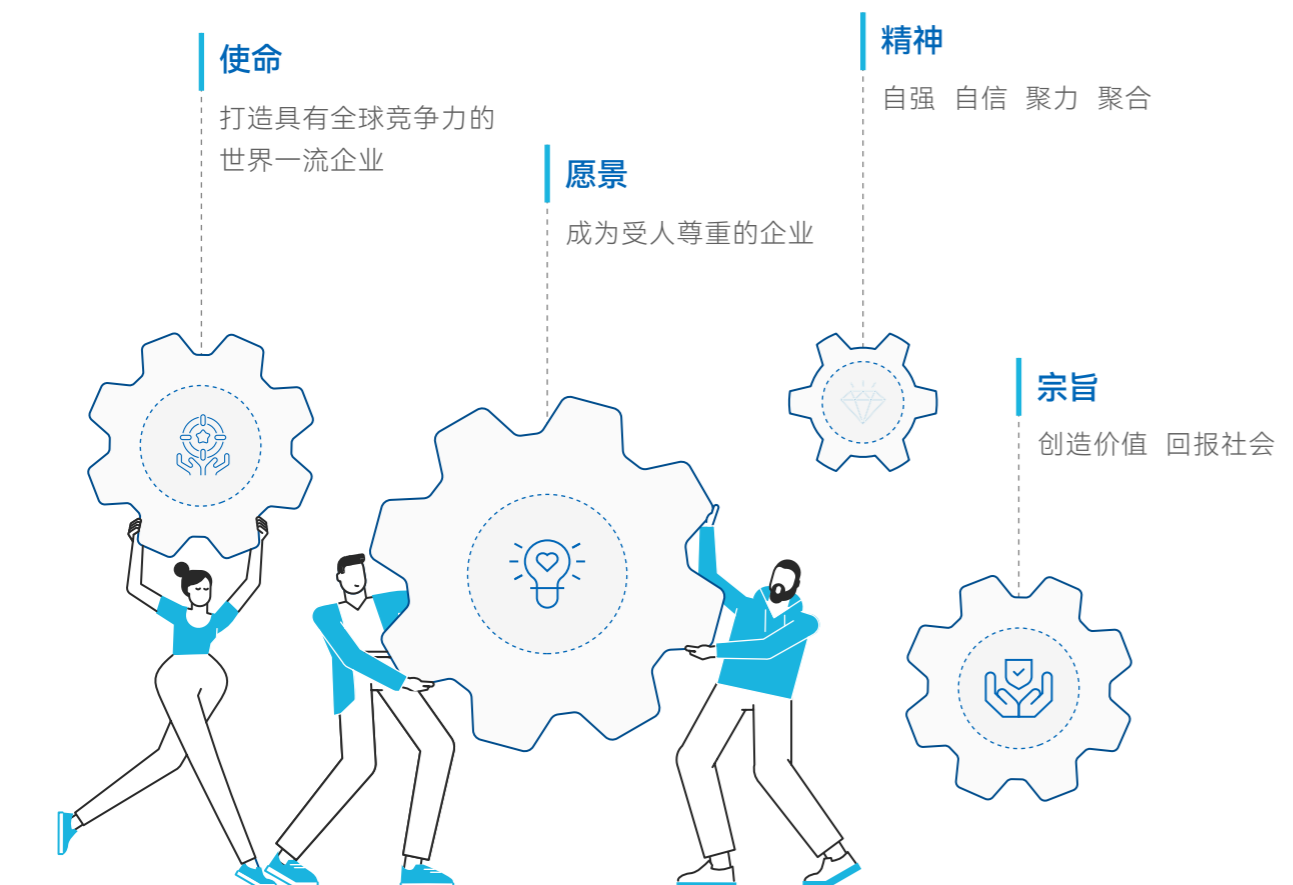 使命
打造具有全球竞争力的
世界一流企业
愿景
成为受人尊重的企业
精神
自强 自信 聚力 聚合
宗旨
创造价值 回报社会